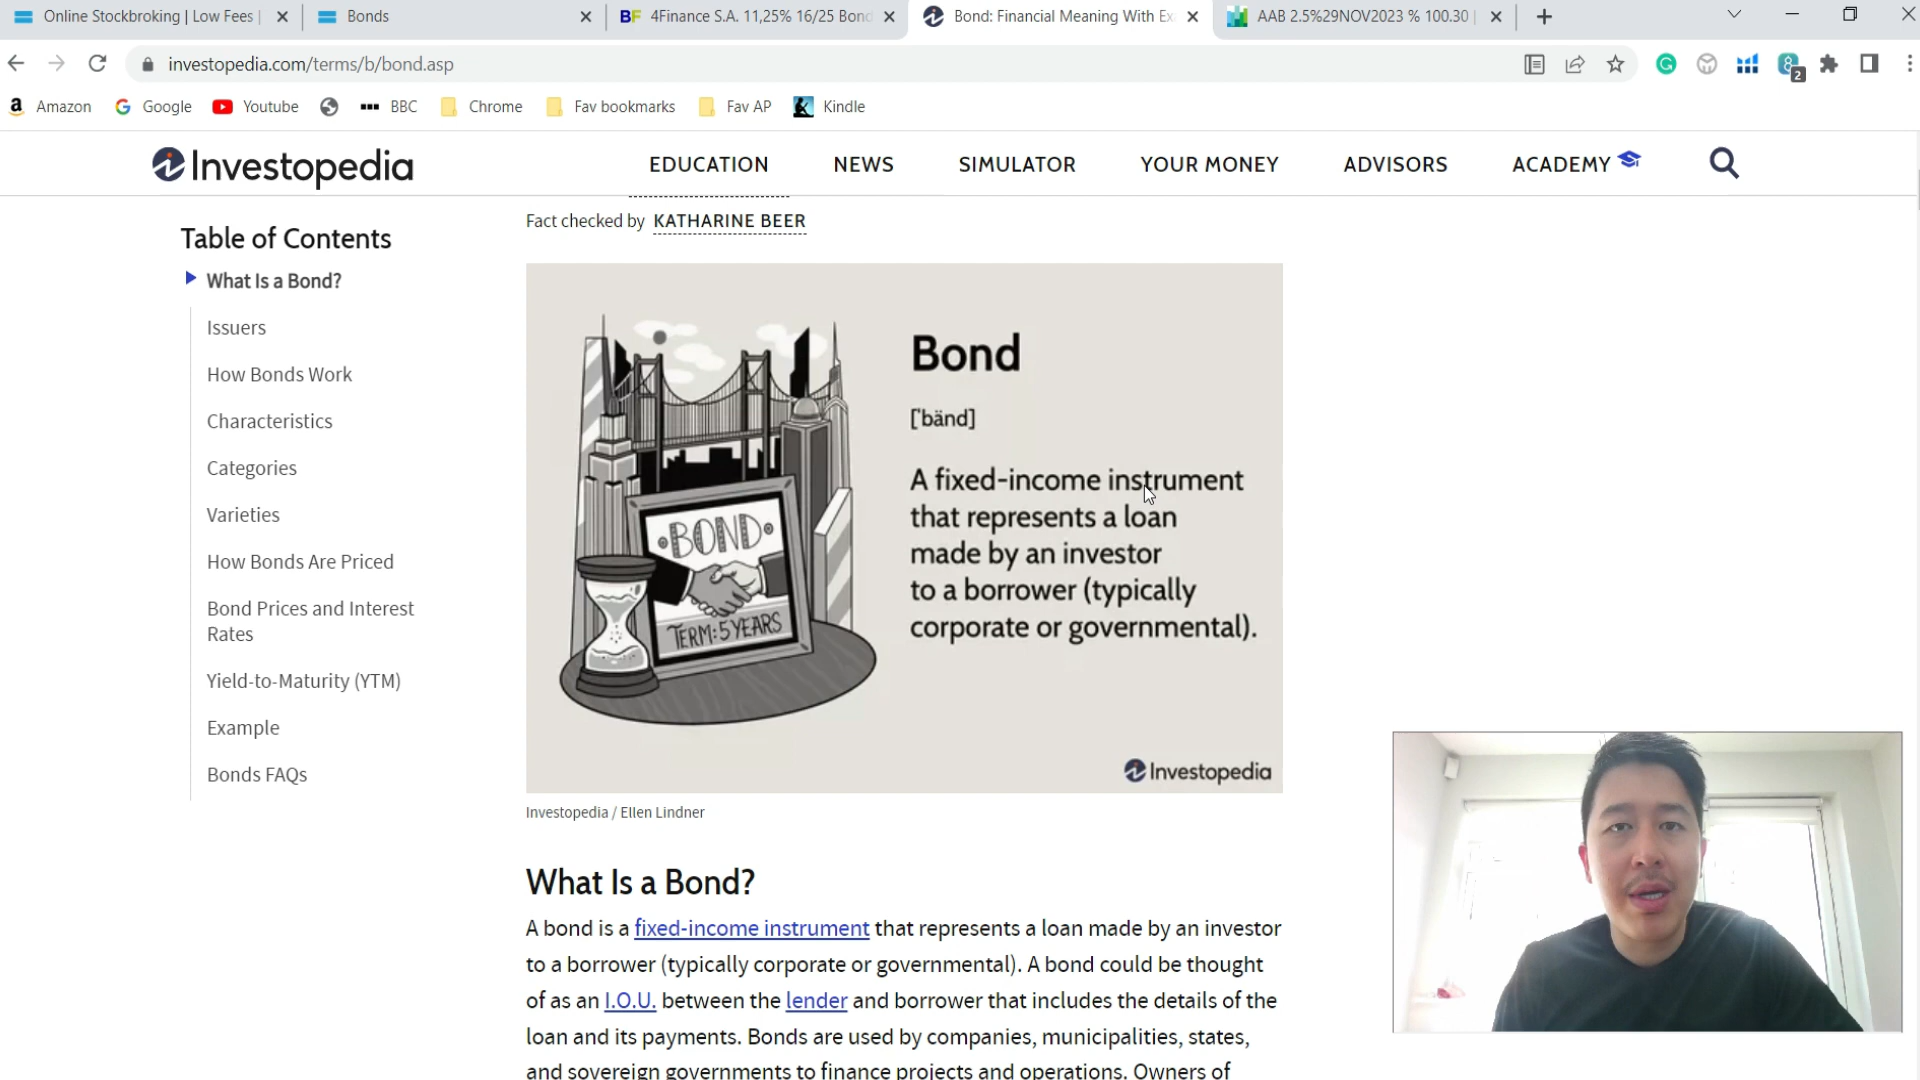 Online Stockbroking | Low Fees |
Bonds
4Finance S.A. 11,25% 16/25 Bond
Bond: Financial Meaning With Ex
AAB 2.5%29NOV2023 % 100.30 |
investopedia.com/terms/b/bond.asp
2
Amazon
Google
Youtube
BBC
Chrome
Fav bookmarks
Fav AP
Kindle
Investopedia
EDUCATION
NEWS
SIMULATOR
YOUR MONEY
ADVISORS
ACADEMY
Fact checked by KATHARINE BEER
Table of Contents
What Is a Bond?
Issuers
How Bonds Work
Characteristics
Categories
Varieties
How Bonds Are Priced
Bond Prices and Interest
Rates
Yield-to-Maturity (YTM)
Example
Bonds FAQs
BOND
TERM: 5 YEARS
Bond
['bänd]
A fixed-income instrument
that represents a loan
made by an investor
to a borrower (typically
corporate or governmental).
Investopedia
Investopedia / Ellen Lindner
What Is a Bond?
A bond is a fixed-income instrument that represents a loan made by an investor
to a borrower (typically corporate or governmental). A bond could be thought
of as an I.O.U. between the lender and borrower that includes the details of the
loan and its payments. Bonds are used by companies, municipalities, states,
and sovereign governments to finance projects and operations. Owners of